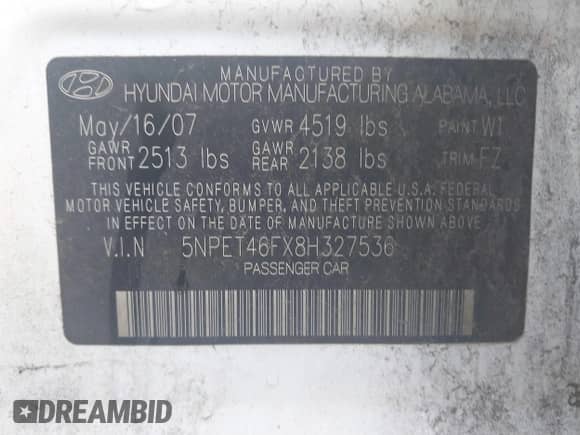 MANUFACTURED BY
HYUNDAI MOTOR MANUFACTURING ALABAMA, LLC
May/16/07 GVWR 4519 lbs PAINT WI
GAWR FRONT 2513 lbs GAWR REAR 2138 lbs TRIM FZ
THIS VEHICLE CONFORMS TO ALL APPLICABLE U.S.A. FEDERAL
MOTOR VEHICLE SAFETY, BUMPER, AND THEFT PREVENTION STANDARDS
IN EFFECT ON THE DATE OF MANUFACTURE SHOWN ABOVE.
V.I.N 5NPET46FX8H327536
PASSENGER CAR
DREAMBID